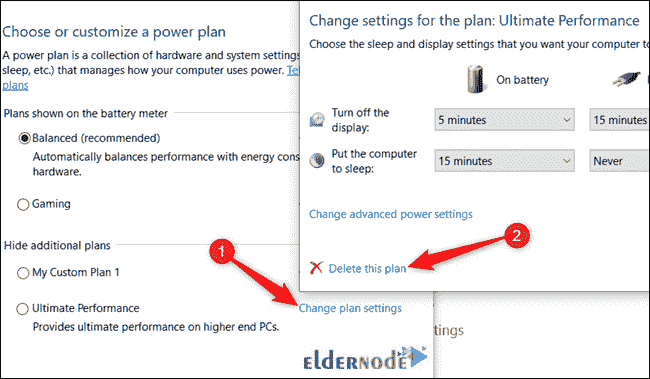 Choose or customize a power plan
A power plan is a collection of hardware and system settings
sleep, etc.) that manages how your computer uses power.
plans
Plans shown on the battery meter
Balanced (recommended)
Automatically balances performance with energy
hardware.
Gaming
Hide additional plans
My Custom Plan 1
Ultimate Performance
Provides ultimate performance on higher end PCs.
Change plan settings
1
Change settings for the plan: Ultimate Performance
Choose the sleep and display settings that you want your computer to
On battery
Turn off the
display:
5 minutes
15 minutes
Put the computer
to sleep:
15 minutes
Never
Change advanced power settings
Delete this plan
2
ttings
ELDERNODE